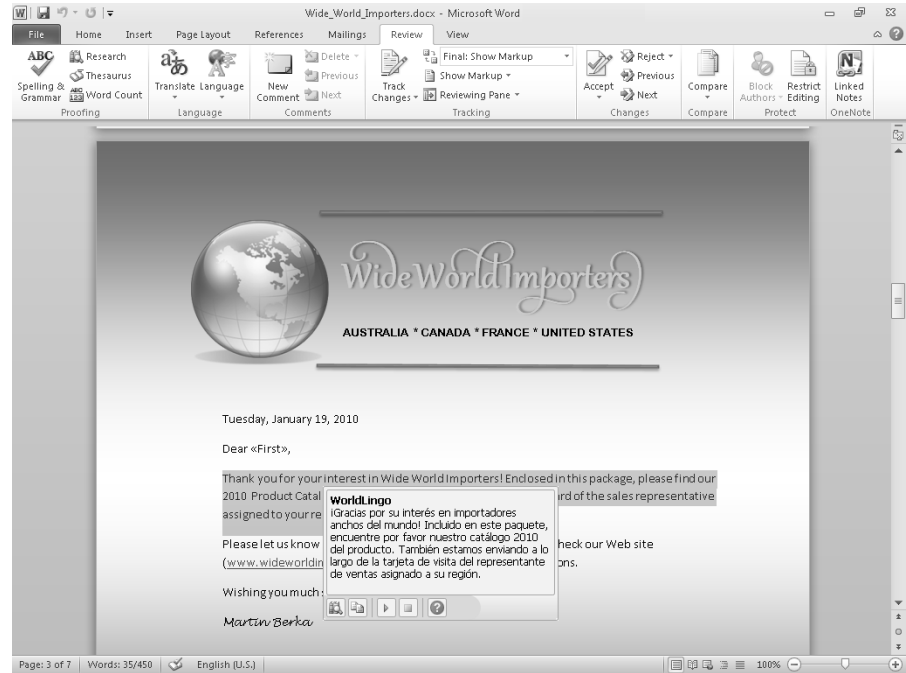 Wide_World_Importers.docx - Microsoft Word
File Home Insert Page Layout References Mailings Review View
ABC
Spelling & Grammar
Research
Thesaurus
ABC 123 Word Count
Proofing
Translate Language
Language
New Comment
Delete
Previous
Next
Comments
Track Changes
Final: Show Markup
Show Markup
Reviewing Pane
Tracking
Accept
Reject
Previous
Next
Changes
Compare
Compare
Block Authors
Restrict Editing
Protect
Linked Notes
OneNote
Wide World Importers
AUSTRALIA * CANADA * FRANCE * UNITED STATES
Tuesday, January 19, 2010
Dear «First»,
Thank you for your interest in Wide World Importers! Enclosed in this package, please find our
2010 Product Catal rd of the sales representative
assigned to your re
Please let us know heck our Web site
(www.wideworldin ons.
Wishing you much
Martin Berka
WorldLingo
¡Gracias por su interés en importadores
anchos del mundo! Incluido en este paquete,
encuentre por favor nuestro catálogo 2010
del producto. También estamos enviando a lo
largo de la tarjeta de visita del representante
de ventas asignado a su región.
Page: 3 of 7 Words: 35/450 English (U.S.) 100%